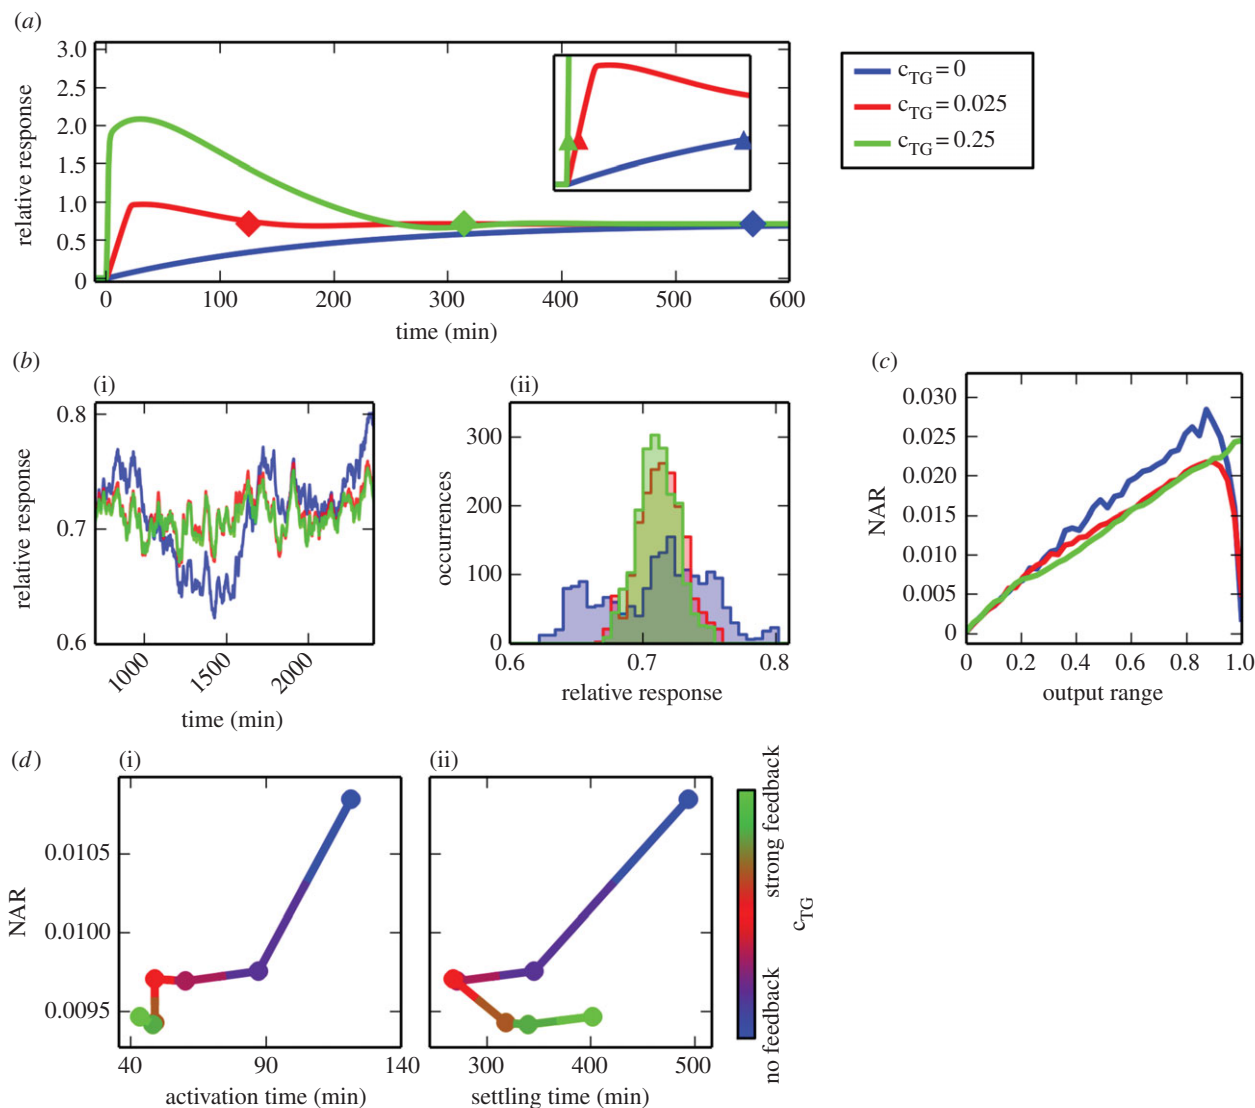 (a)
relative response
3.0
2.5
2.0
1.5
1.0
0.5
0
0 100 200 300 400 500 600
time (min)
c_TG = 0
c_TG = 0.025
c_TG = 0.25
(b)
(i)
relative response
0.8
0.7
0.6
1000 1500 2000
time (min)
(ii)
occurrences
300
200
100
0
0.6 0.7 0.8
relative response
(c)
NAR
0.030
0.025
0.020
0.015
0.010
0.005
0
0 0.2 0.4 0.6 0.8 1.0
output range
(d)
(i)
NAR
0.0105
0.0100
0.0095
40 90 140
activation time (min)
(ii)
300 400 500
settling time (min)
no feedback strong feedback
c_TG